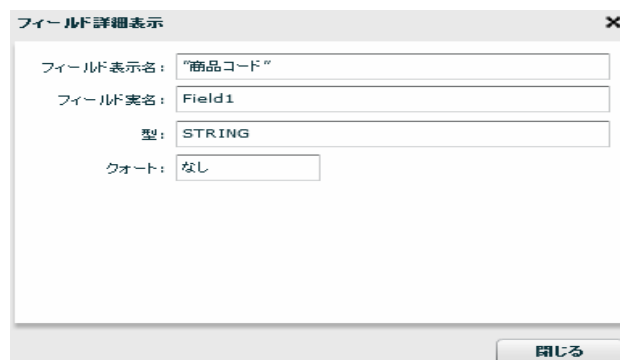 フィールド詳細表示 ×
フィールド表示名: "商品コード"
フィールド実名: Field1
型: STRING
クォート: なし
閉じる